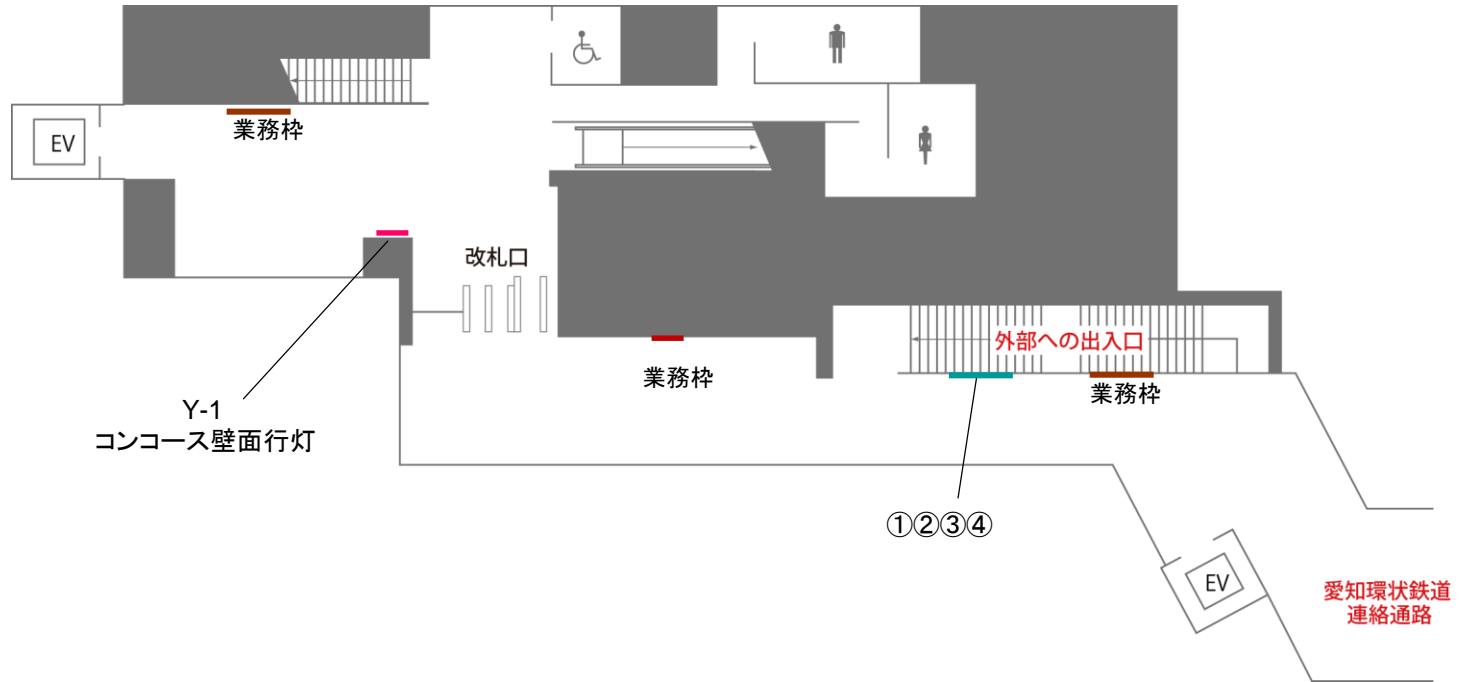 EV
業務枠
改札口
外部への出入口
業務枠
業務枠
Y-1
コンコース壁面行灯
①②③④
EV
愛知環状鉄道
連絡通路